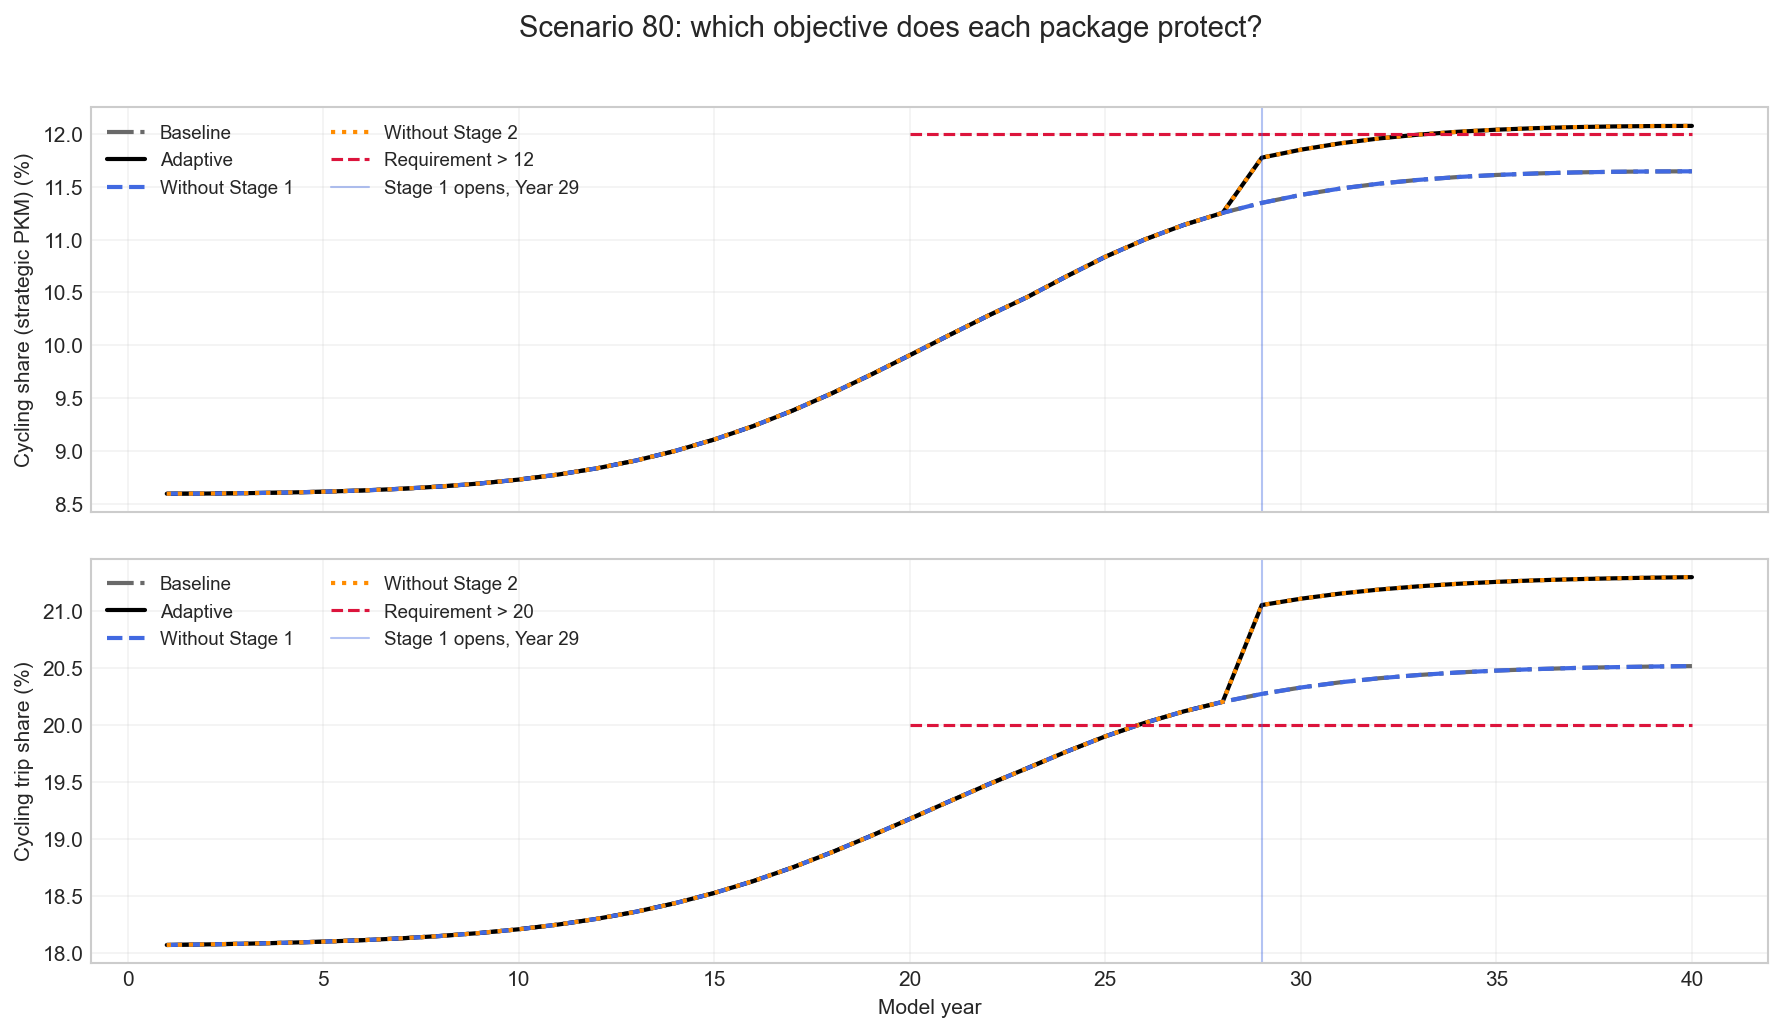 Scenario 80: which objective does each package protect?
Cycling share (strategic PKM) (%)
12.0
11.5
11.0
10.5
10.0
9.5
9.0
8.5
Baseline
Adaptive
Without Stage 1
Without Stage 2
Requirement > 12
Stage 1 opens, Year 29
Cycling trip share (%)
21.0
20.5
20.0
19.5
19.0
18.5
18.0
Baseline
Adaptive
Without Stage 1
Without Stage 2
Requirement > 20
Stage 1 opens, Year 29
0 5 10 15 20 25 30 35 40
Model year